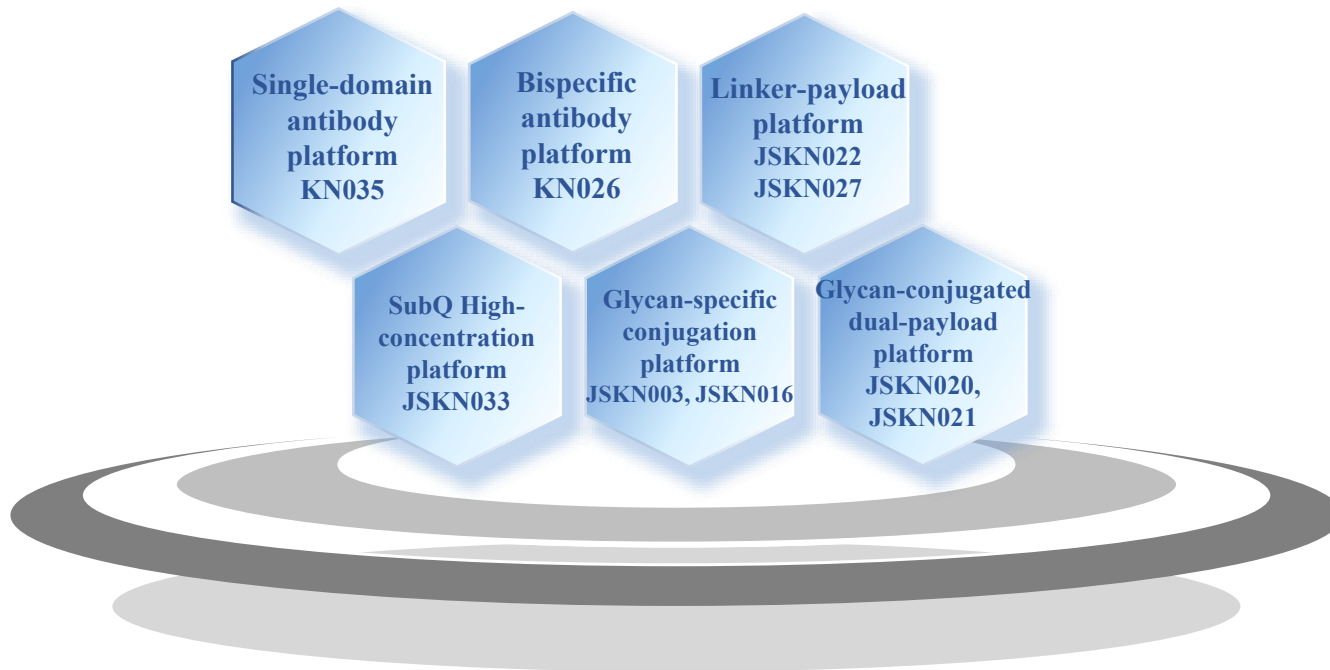 Single-domain
antibody
platform
KN035
Bispecific
antibody
platform
KN026
Linker-payload
platform
JSKN022
JSKN027
SubQ High-
concentration
platform
JSKN033
Glycan-specific
conjugation
platform
JSKN003, JSKN016
Glycan-conjugated
dual-payload
platform
JSKN020,
JSKN021